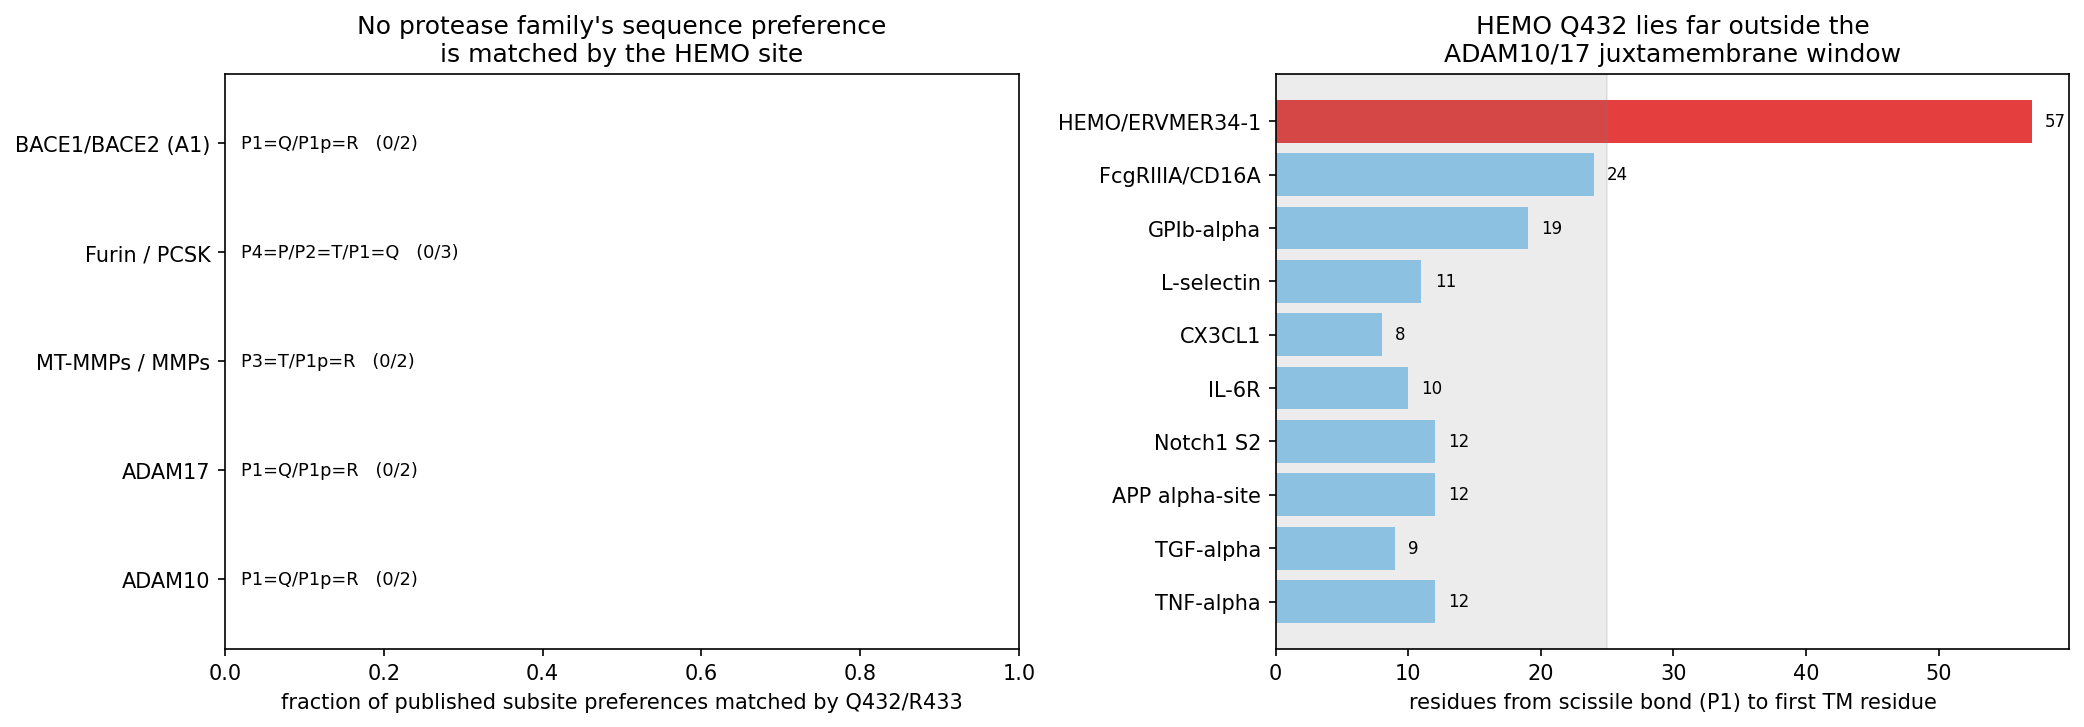 No protease family's sequence preference
is matched by the HEMO site
BACE1/BACE2 (A1)
P1=Q/P1p=R (0/2)
Furin / PCSK
P4=P/P2=T/P1=Q (0/3)
MT-MMPs / MMPs
P3=T/P1p=R (0/2)
ADAM17
P1=Q/P1p=R (0/2)
ADAM10
P1=Q/P1p=R (0/2)
0.0 0.2 0.4 0.6 0.8 1.0
fraction of published subsite preferences matched by Q432/R433
HEMO Q432 lies far outside the
ADAM10/17 juxtamembrane window
HEMO/ERVMER34-1 57
FcgRIIIA/CD16A 24
GPIb-alpha 19
L-selectin 11
CX3CL1 8
IL-6R 10
Notch1 S2 12
APP alpha-site 12
TGF-alpha 9
TNF-alpha 12
0 10 20 30 40 50
residues from scissile bond (P1) to first TM residue